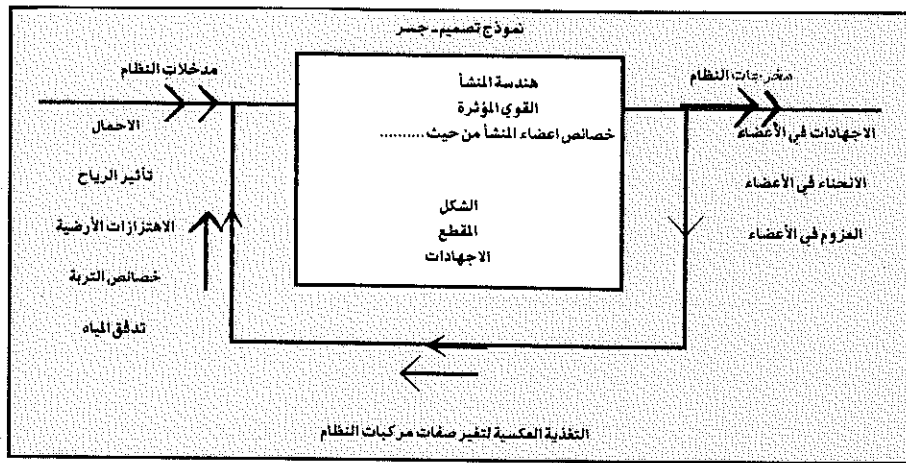 نموذج تصميم - جسر
مدخلات النظام
الاحمال
تأثير الرياح
الاهتزازات الأرضية
خصائص التربة
تدفق المياه
هندسة المنشأ
القوي المؤثرة
خصائص اعضاء المنشأ من حيث .........
الشكل
المقطع
الاجهادات
مخرجات النظام
الاجهادات في الأعضاء
الانحناء في الأعضاء
العزوم في الأعضاء
التغذية العكسية لتغير صفات مركبات النظام